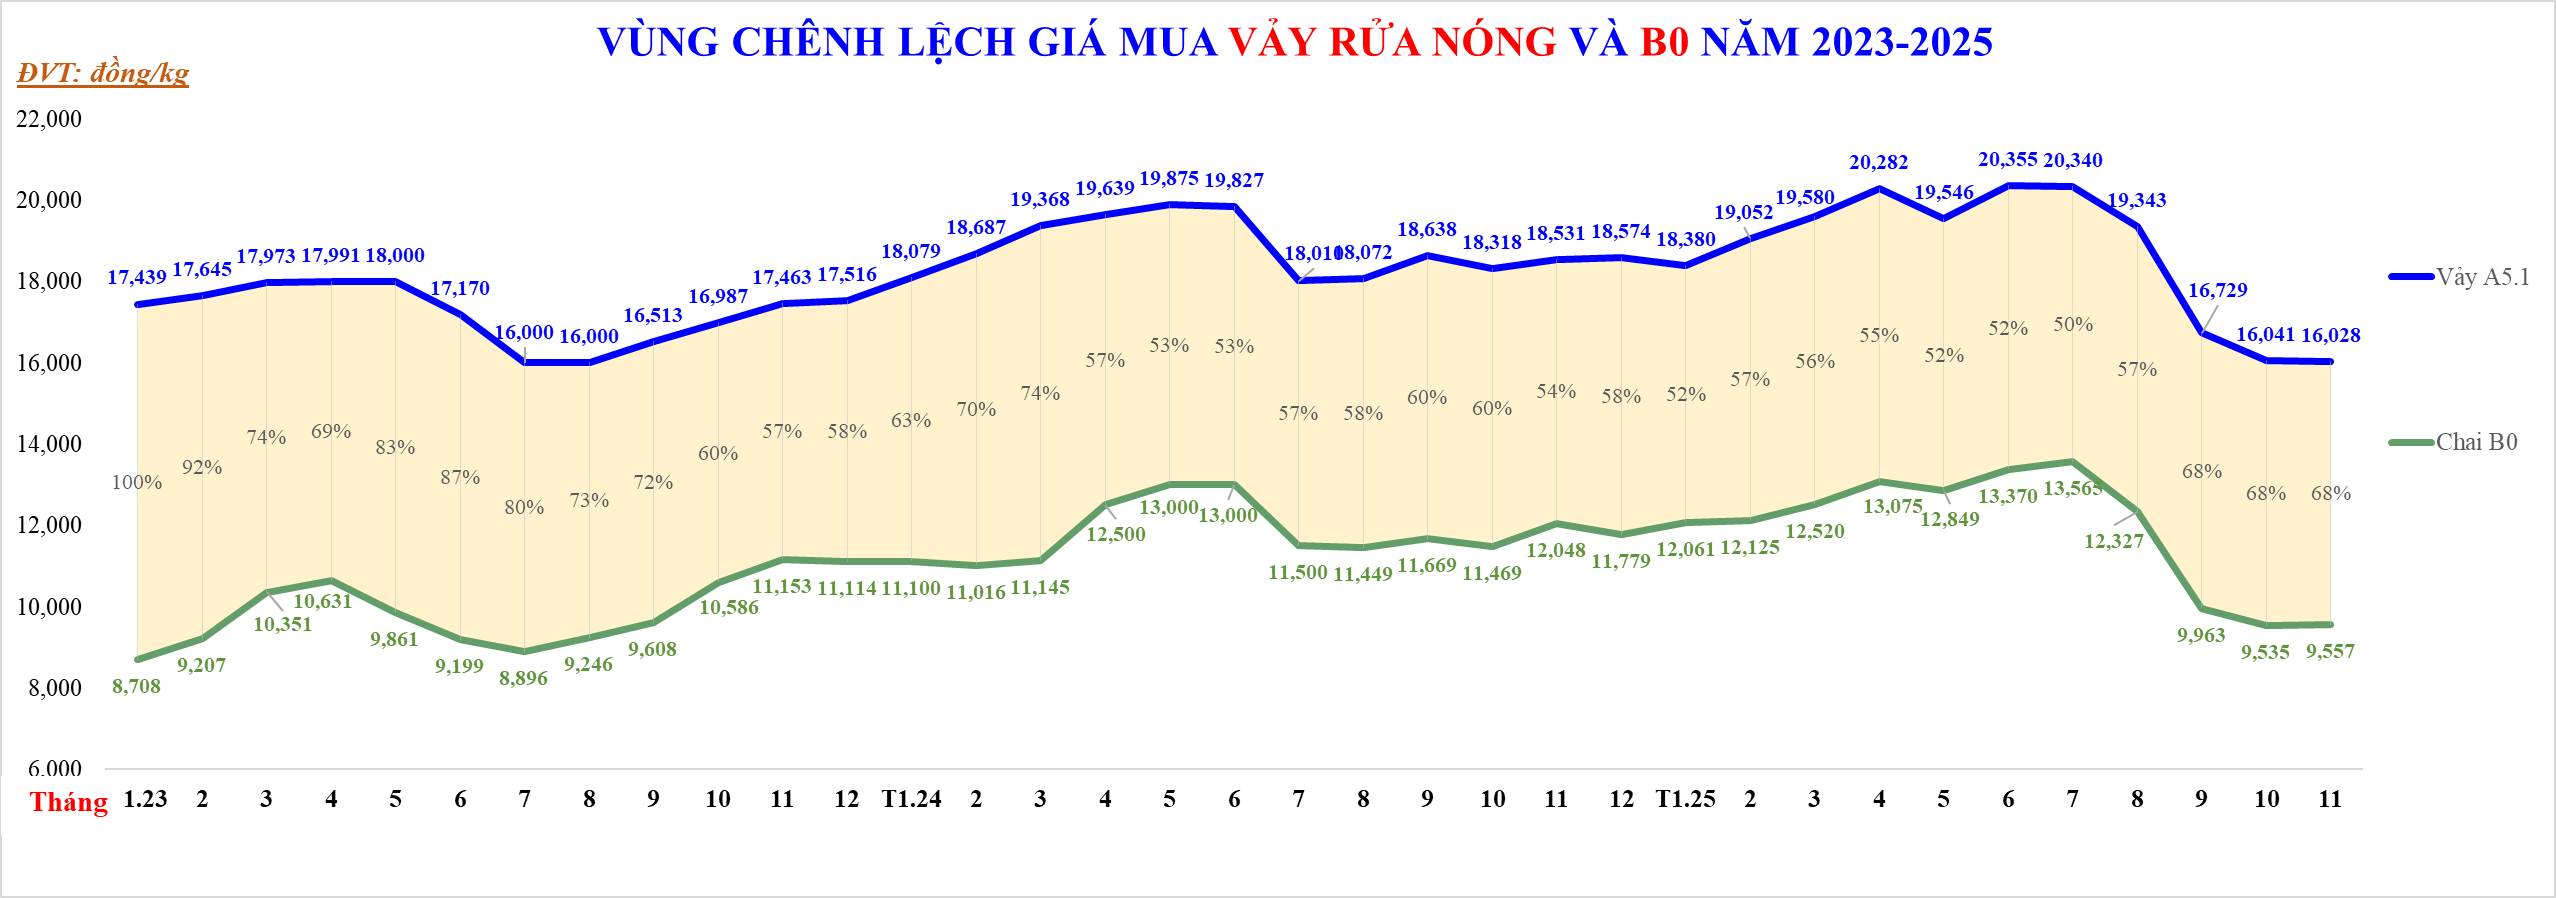 VÙNG CHÊNH LỆCH GIÁ MUA VẢY RỬA NÓNG VÀ B0 NĂM 2023-2025
ĐVT: đồng/kg
22,000
20,000
18,000
16,000
14,000
12,000
10,000
8,000
6,000
17,439 17,645 17,973 17,991 18,000 17,170 16,000 16,000 16,513 16,987 17,463 17,516 18,079 18,687 19,368 19,639 19,875 19,827 18,072 18,638 18,318 18,531 18,574 18,380 19,052 19,580 20,282 19,546 20,355 20,340 19,343 16,729 16,041 16,028
100% 92% 74% 69% 83% 87% 80% 73% 72% 60% 57% 58% 63% 70% 74% 57% 53% 53% 57% 58% 60% 60% 54% 58% 52% 57% 56% 55% 52% 52% 50% 57% 68% 68% 68%
8,708 9,207 10,351 10,631 9,861 9,199 8,896 9,246 9,608 10,586 11,153 11,114 11,100 11,016 11,145 12,500 13,000 13,000 11,500 11,449 11,669 11,469 12,048 11,779 12,061 12,125 12,520 13,075 12,849 13,370 13,565 12,327 9,963 9,535 9,557
Tháng 1.23 2 3 4 5 6 7 8 9 10 11 12 T1.24 2 3 4 5 6 7 8 9 10 11 12 T1.25 2 3 4 5 6 7 8 9 10 11
Vảy A5.1
Chai B0